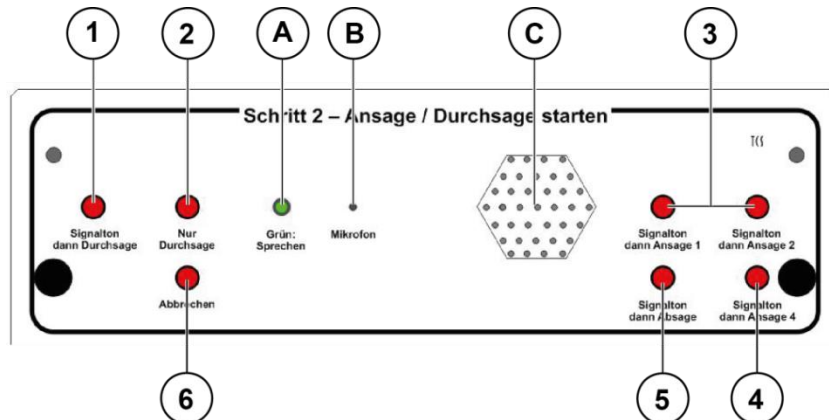 1 2 A B C 3
Schritt 2 – Ansage / Durchsage starten
TCS
Signalton
dann Durchsage
Nur
Durchsage
Grün:
Sprechen
Mikrofon
Signalton
dann Ansage 1
Signalton
dann Ansage 2
Abbrechen
Signalton
dann Absage
Signalton
dann Ansage 4
6 5 4